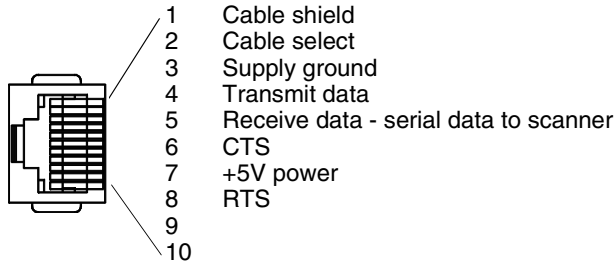 1 Cable shield
2 Cable select
3 Supply ground
4 Transmit data
5 Receive data - serial data to scanner
6 CTS
7 +5V power
8 RTS
9
10